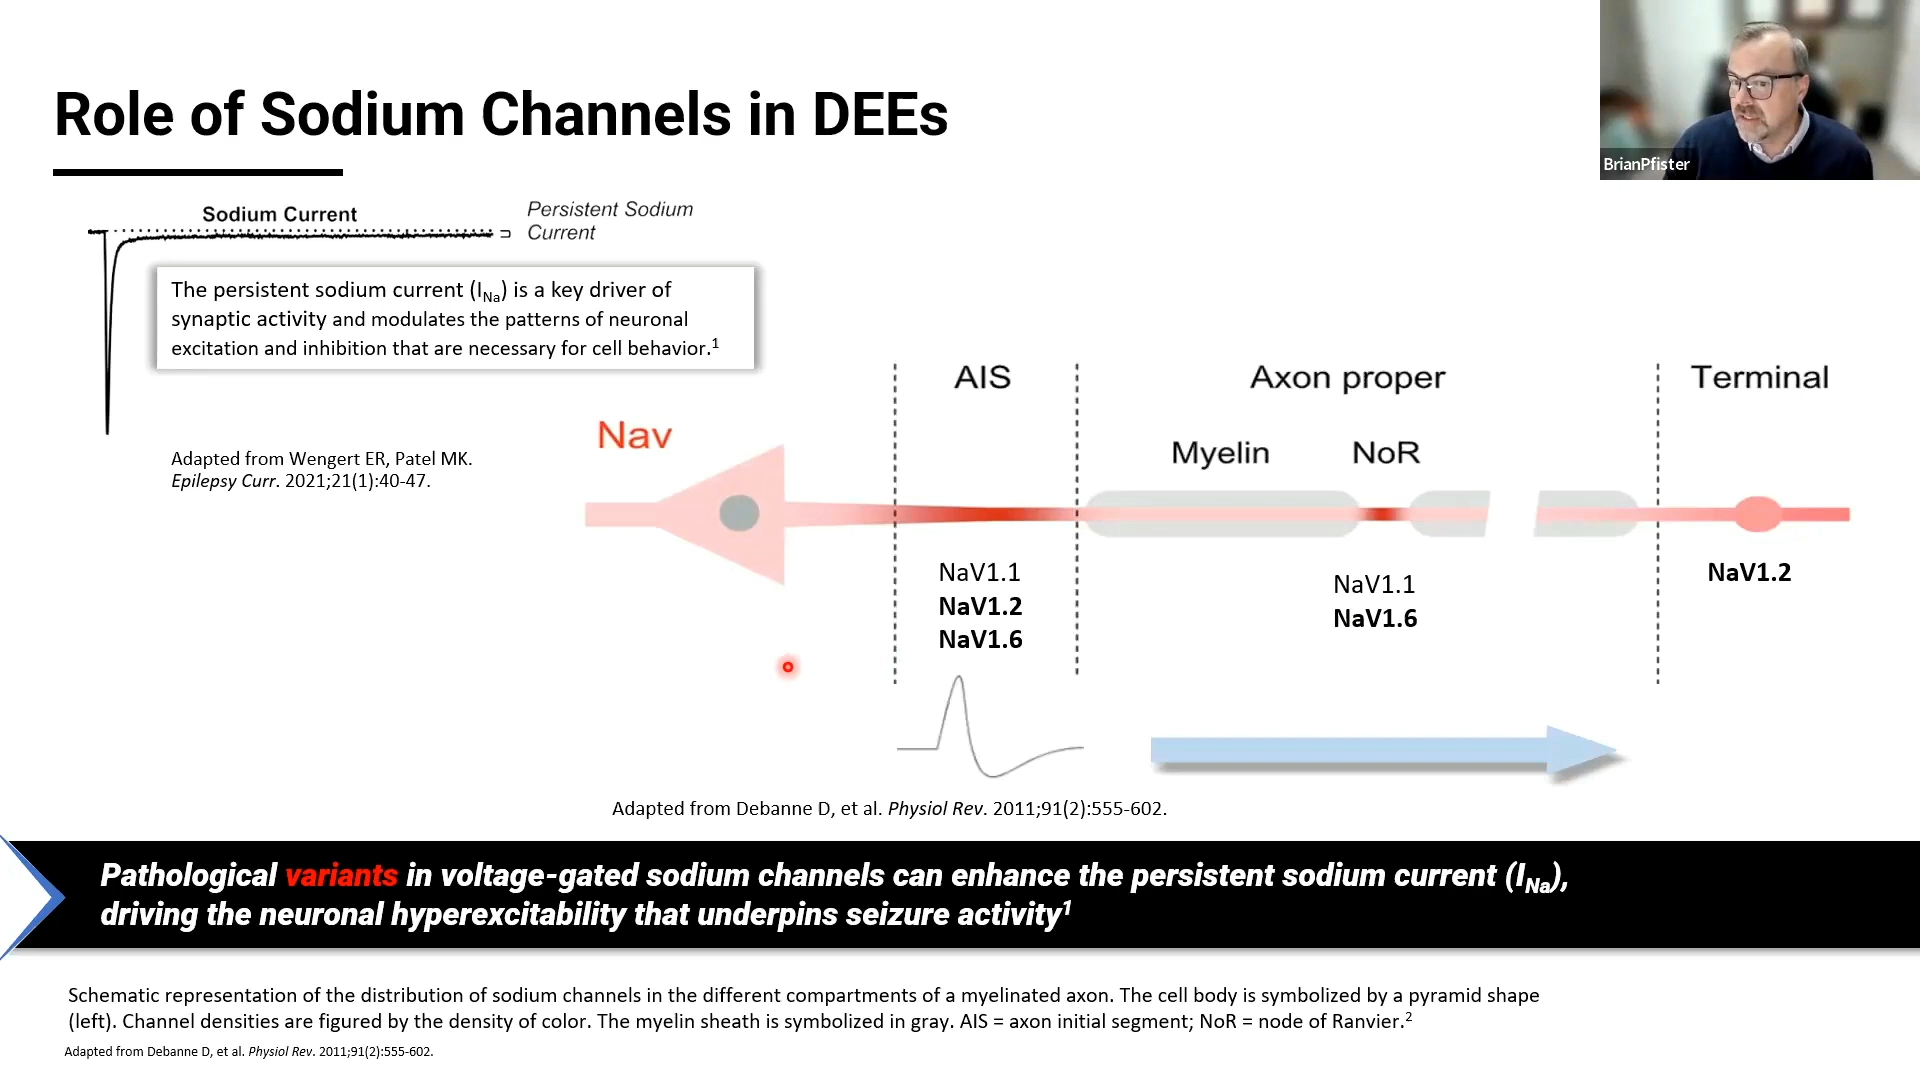 Role of Sodium Channels in DEEs
BrianPfister
Sodium Current
Persistent Sodium
Current
The persistent sodium current (INa) is a key driver of
synaptic activity and modulates the patterns of neuronal
excitation and inhibition that are necessary for cell behavior.1
Adapted from Wengert ER, Patel MK.
Epilepsy Curr. 2021;21(1):40-47.
AIS
Axon proper
Terminal
Nav
Myelin
NoR
NaV1.1
NaV1.2
NaV1.6
NaV1.1
NaV1.6
NaV1.2
Adapted from Debanne D, et al. Physiol Rev. 2011;91(2):555-602.
Pathological variants in voltage-gated sodium channels can enhance the persistent sodium current (INa),
driving the neuronal hyperexcitability that underpins seizure activity1
Schematic representation of the distribution of sodium channels in the different compartments of a myelinated axon. The cell body is symbolized by a pyramid shape
(left). Channel densities are figured by the density of color. The myelin sheath is symbolized in gray. AIS = axon initial segment; NoR = node of Ranvier.2
Adapted from Debanne D, et al. Physiol Rev. 2011;91(2):555-602.